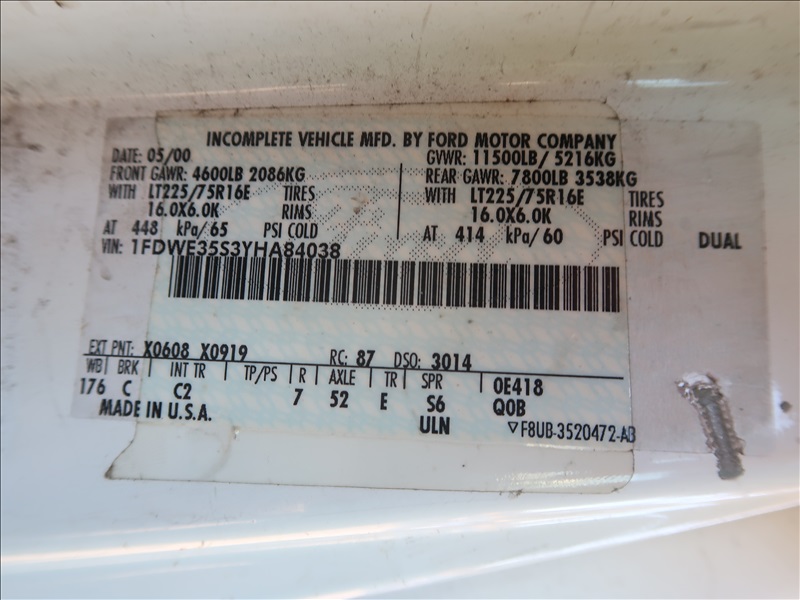 INCOMPLETE VEHICLE MFD. BY FORD MOTOR COMPANY
DATE: 05/00 GVWR: 11500LB/ 5216KG
FRONT GAWR: 4600LB 2086KG REAR GAWR: 7800LB 3538KG
WITH LT225/75R16E TIRES WITH LT225/75R16E TIRES
16.0X6.0K RIMS 16.0X6.0K RIMS
AT 448 kPa/65 PSI COLD AT 414 kPa/60 PSI COLD DUAL
VIN: 1FDWE35S3YHA84038
EXT PNT: X0608 X0919 RC: 87 DSO: 3014
WB BRK INT TR TP/PS R AXLE TR SPR 0E418
176 C C2 7 52 E S6 Q0B
MADE IN U.S.A. ULN ▽F8UB-3520472-AB